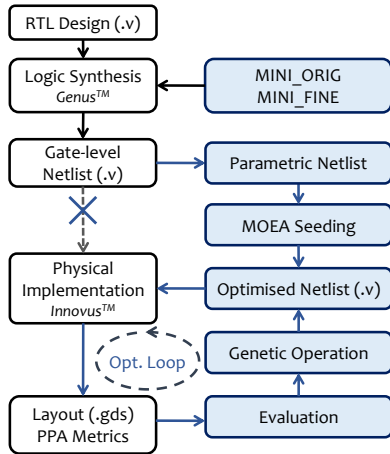 RTL Design (.v)
Logic Synthesis
Genus™
MINI_ORIG
MINI_FINE
Gate-level
Netlist (.v)
Parametric Netlist
MOEA Seeding
Physical
Implementation
Innovus™
Optimised Netlist (.v)
Opt. Loop
Genetic Operation
Layout (.gds)
PPA Metrics
Evaluation